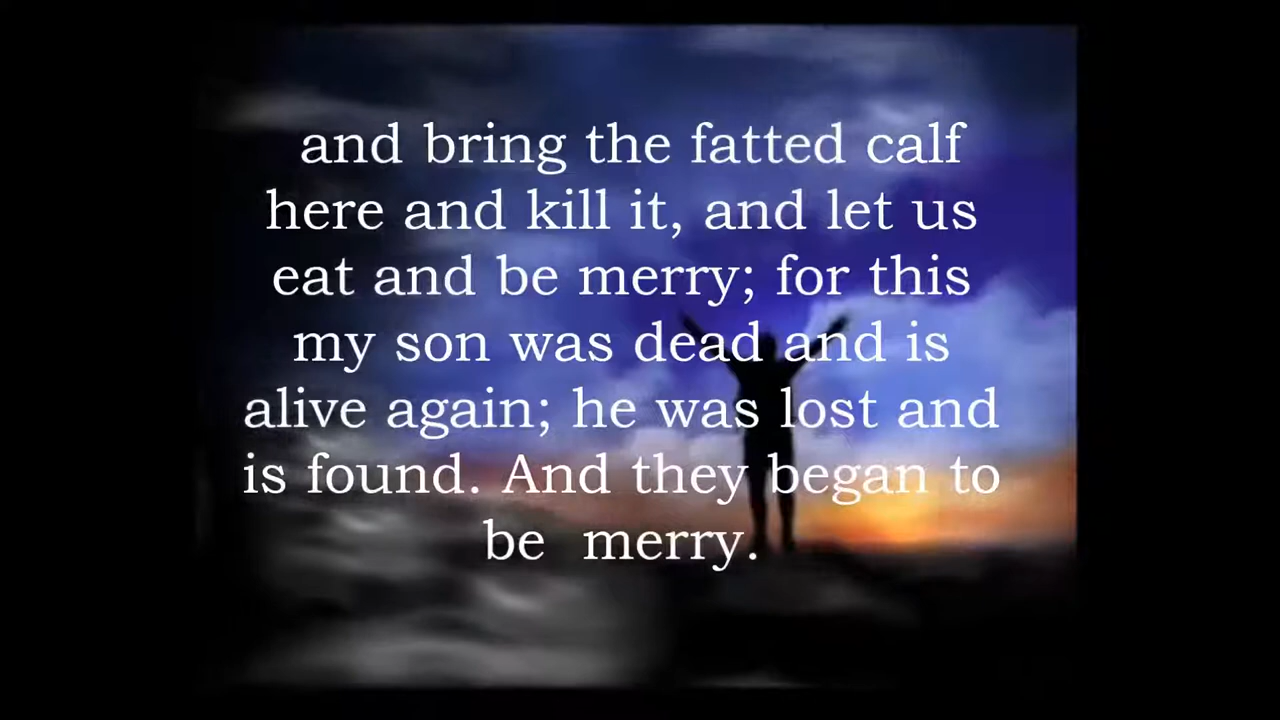 and bring the fatted calf
here and kill it, and let us
eat and be merry; for this
my son was dead and is
alive again; he was lost and
is found. And they began to
be  merry.